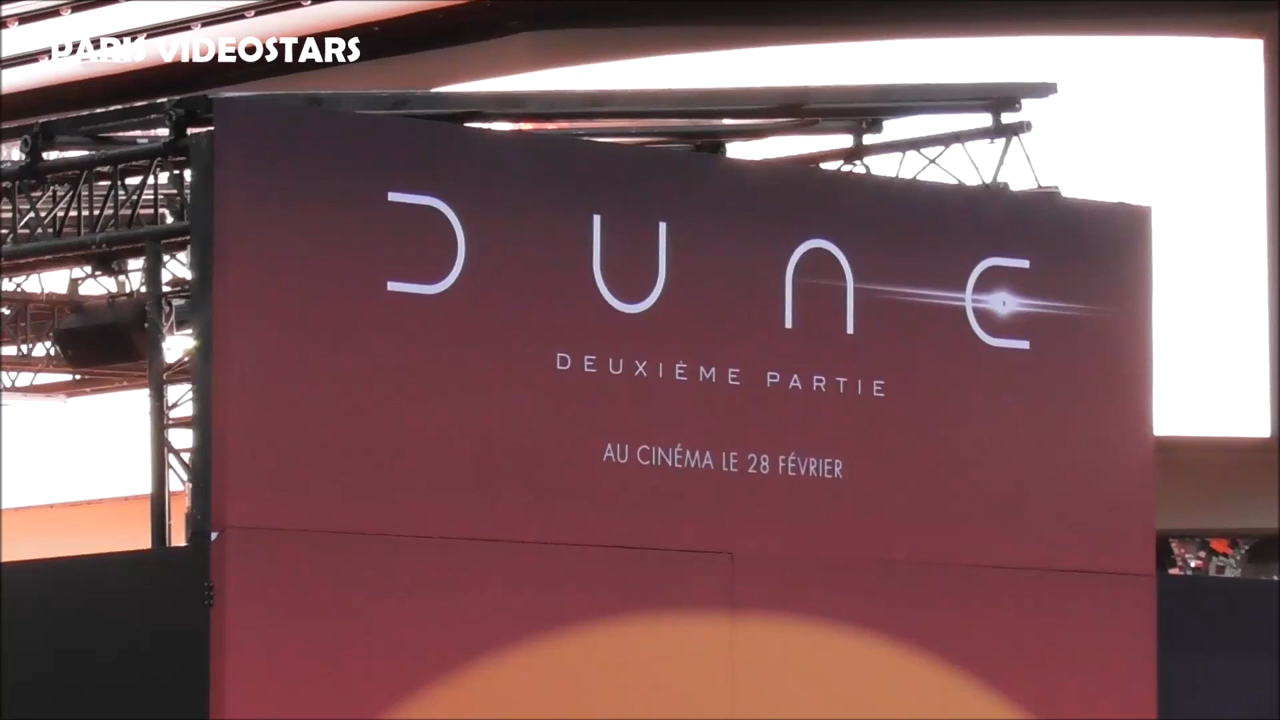 PARIS VIDEOSTARS
DUNE
DEUXIÈME PARTIE
AU CINÉMA LE 28 FÉVRIER